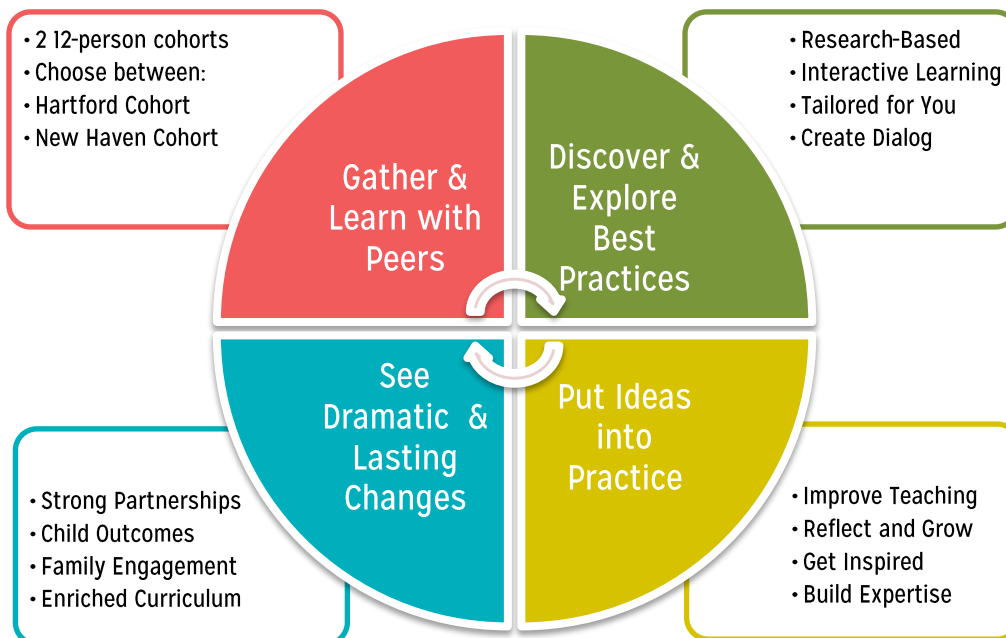 • 2 12-person cohorts
• Choose between:
• Hartford Cohort
• New Haven Cohort
Gather &
Learn with
Peers
• Research-Based
• Interactive Learning
• Tailored for You
• Create Dialog
Discover &
Explore
Best
Practices
See
Dramatic &
Lasting
Changes
• Strong Partnerships
• Child Outcomes
• Family Engagement
• Enriched Curriculum
Put Ideas
into
Practice
• Improve Teaching
• Reflect and Grow
• Get Inspired
• Build Expertise